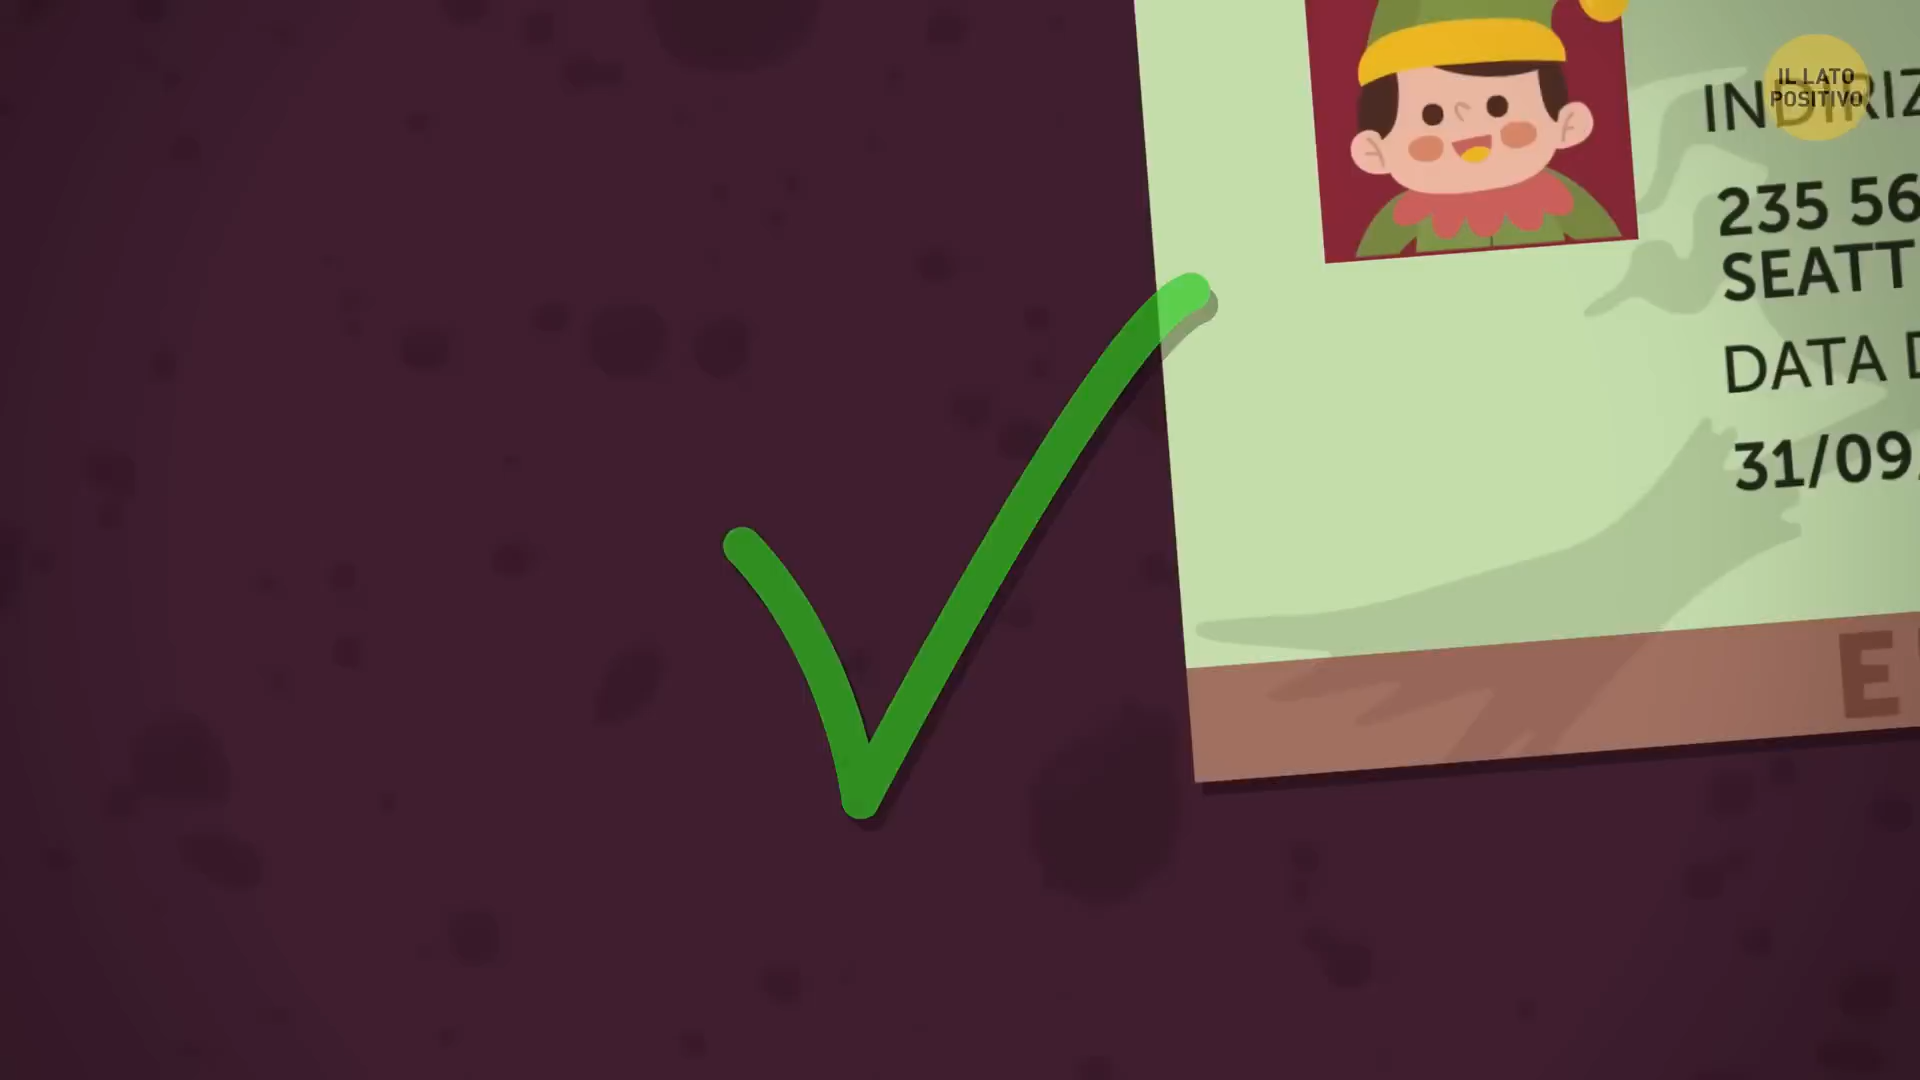 IL LATO
POSITIVO
INDIRIZ
235 56
SEATT
DATA D
31/09
E